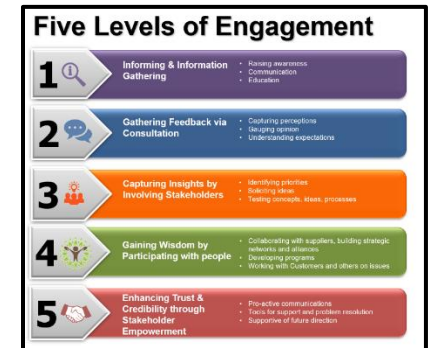 Five Levels of Engagement
1
Informing & Information
Gathering
• Raising awareness
• Communication
• Education
2
Gathering Feedback via
Consultation
• Capturing perceptions
• Gauging opinion
• Understanding expectations
3
Capturing Insights by
Involving Stakeholders
• Identifying priorities
• Soliciting ideas
• Testing concepts, ideas, processes
4
Gaining Wisdom by
Participating with people
• Collaborating with suppliers, building strategic
networks and alliances
• Developing programs
• Working with Customers and others on issues
5
Enhancing Trust &
Credibility through
Stakeholder
Empowerment
• Pro-active communications
• Tools for support and problem resolution
• Supportive of future direction